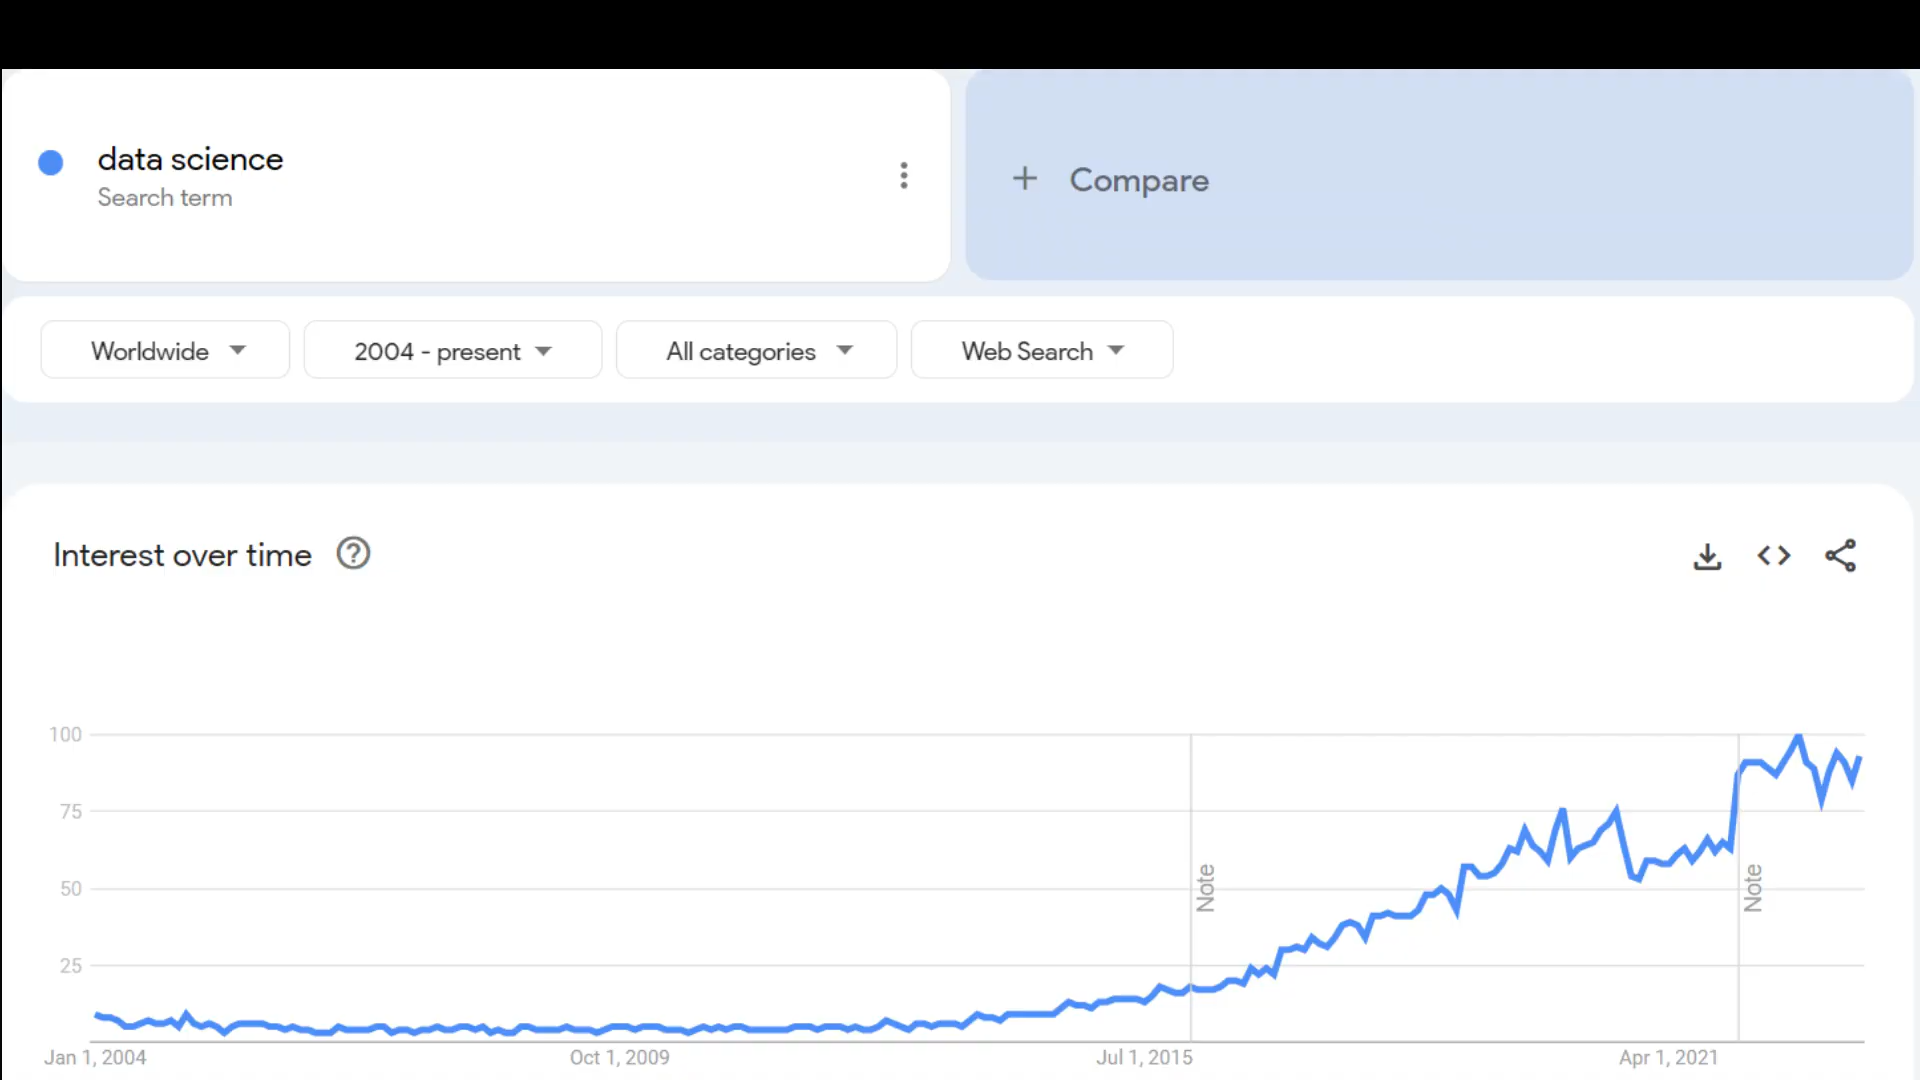 data science
Search term
+ Compare
Worldwide
2004 - present
All categories
Web Search
Interest over time
100
75
50
25
Note
Note
Jan 1, 2004
Oct 1, 2009
Jul 1, 2015
Apr 1, 2021